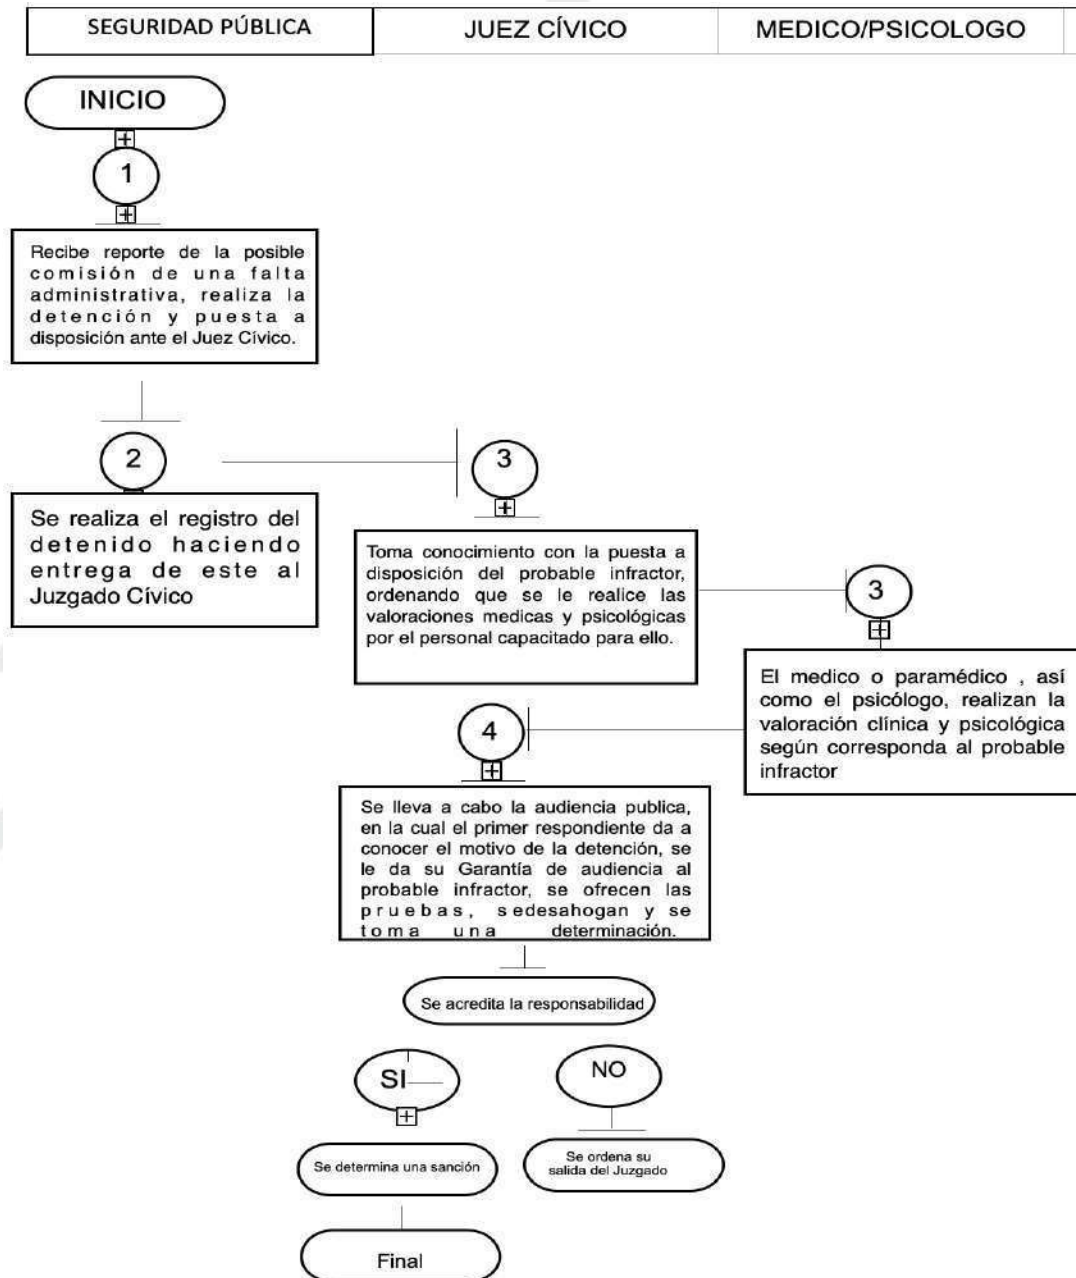 SEGURIDAD PÚBLICA
JUEZ CÍVICO
MEDICO/PSICOLOGO
INICIO
1
Recibe reporte de la posible
comisión de una falta
administrativa, realiza la
detención y puesta a
disposición ante el Juez Cívico.
2
Se realiza el registro del
detenido haciendo
entrega de este al
Juzgado Cívico
3
Toma conocimiento con la puesta a
disposición del probable infractor,
ordenando que se le realice las
valoraciones medicas y psicológicas
por el personal capacitado para ello.
3
El medico o paramédico , así
como el psicólogo, realizan la
valoración clínica y psicológica
según corresponda al probable
infractor
4
Se lleva a cabo la audiencia publica,
en la cual el primer respondiente da a
conocer el motivo de la detención, se
le da su Garantía de audiencia al
probable infractor, se ofrecen las
pruebas, sedesahogan y se
toma una determinación.
Se acredita la responsabilidad
SI
NO
Se determina una sanción
Se ordena su
salida del Juzgado
Final